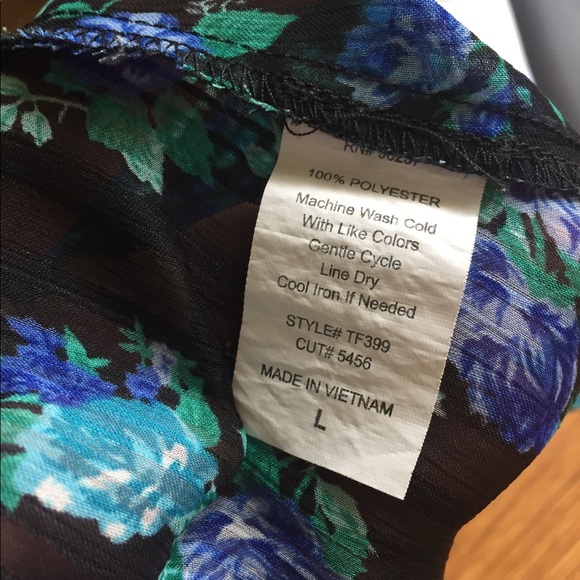 RN#
100% POLYESTER
Machine Wash Cold
With Like Colors
Gentle Cycle
Line Dry
Cool Iron If Needed
STYLE# TF399
CUT# 5456
MADE IN VIETNAM
L